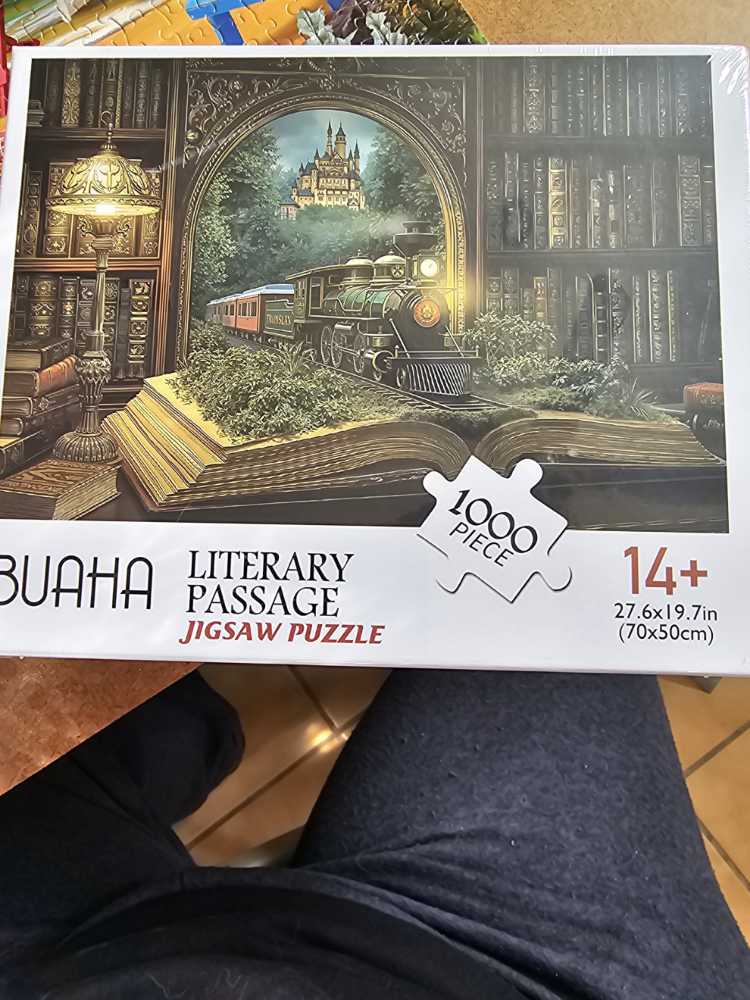 BUAHA
LITERARY
PASSAGE
JIGSAW PUZZLE
1000
PIECE
14+
27.6x19.7in
(70x50cm)